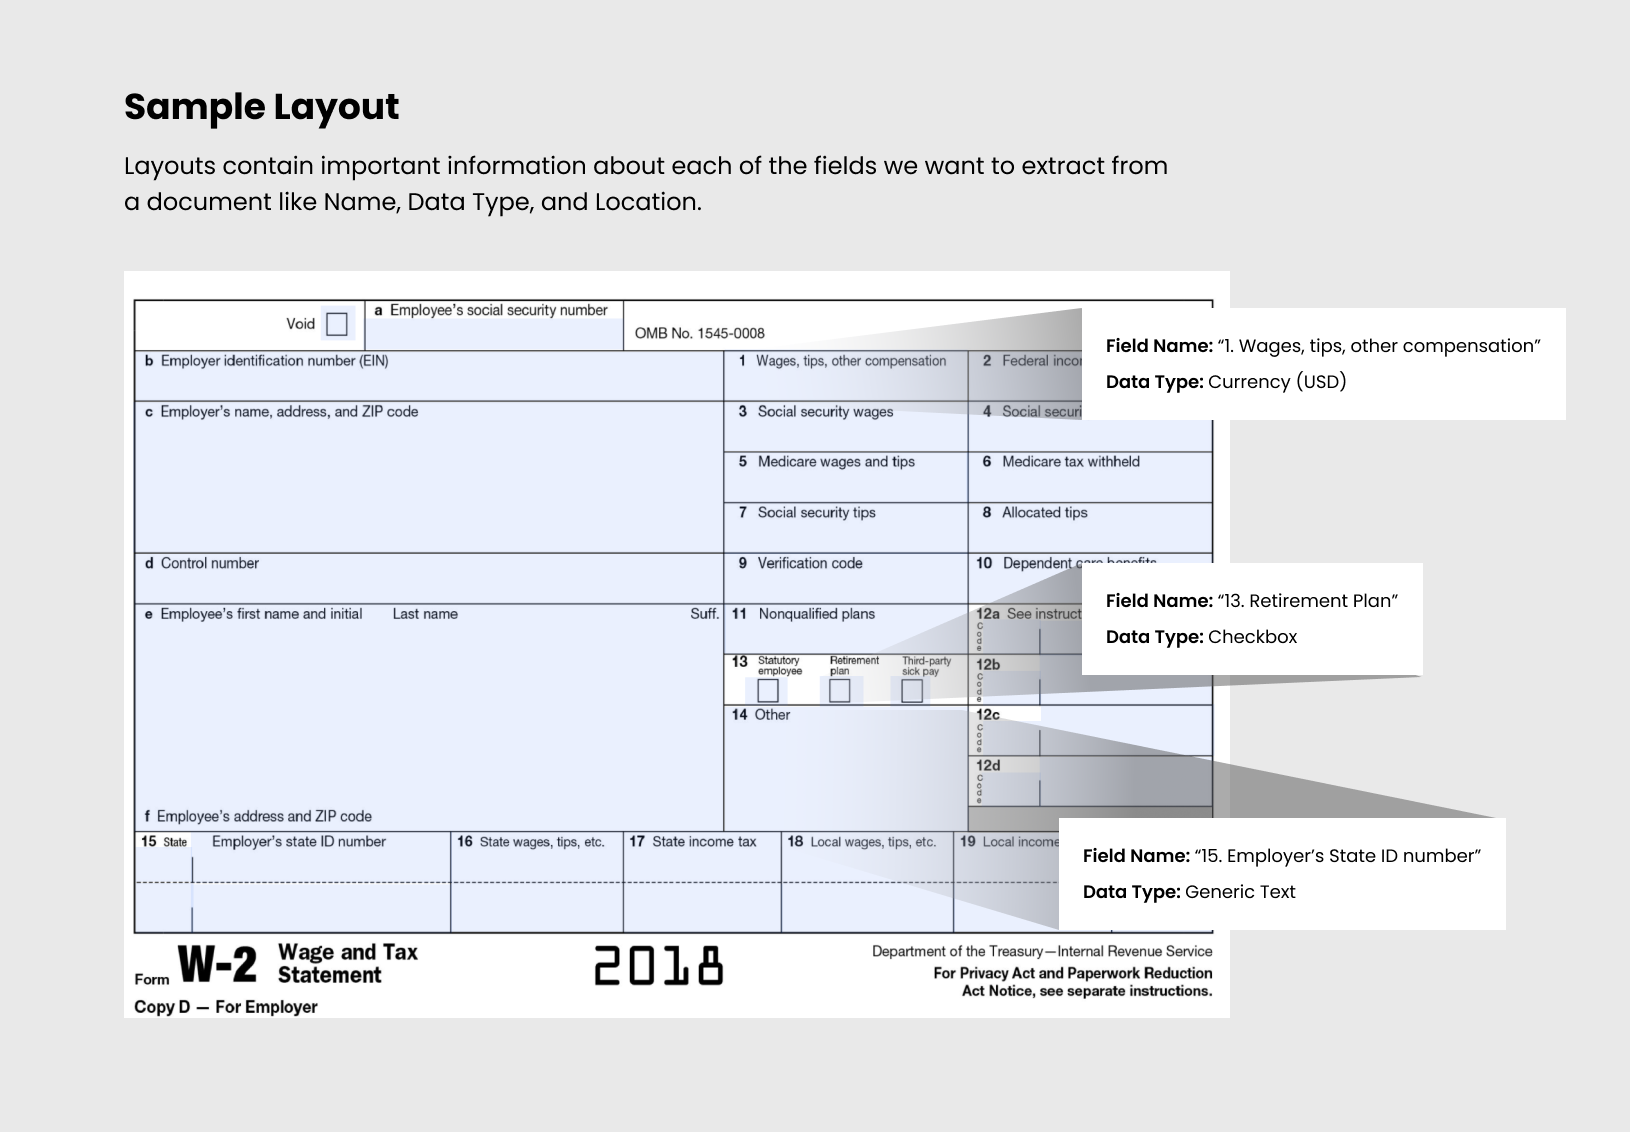 Sample Layout
Layouts contain important information about each of the fields we want to extract from
a document like Name, Data Type, and Location.
Void
a Employee's social security number
OMB No. 1545-0008
Field Name: “1. Wages, tips, other compensation”
Data Type: Currency (USD)
b Employer identification number (EIN)
1 Wages, tips, other compensation
2 Federal
c Employer's name, address, and ZIP code
3 Social security wages
4 Social
5 Medicare wages and tips
6 Medicare tax withheld
7 Social security tips
8 Allocated tips
d Control number
9 Verification code
10 Dependent care benefits
Field Name: “13. Retirement Plan”
Data Type: Checkbox
e Employee's first name and initial Last name Suff.
11 Nonqualified plans
12a See
Code
13 Statutory employee
Retirement plan
Third-party sick pay
12b
Code
14 Other
12c
Code
12d
Code
f Employee's address and ZIP code
15 State Employer's state ID number
16 State wages, tips, etc.
17 State income tax
18 Local wages, tips, etc.
19 Local income
Field Name: “15. Employer’s State ID number”
Data Type: Generic Text
Form W-2 Wage and Tax
Statement
2018
Department of the Treasury—Internal Revenue Service
For Privacy Act and Paperwork Reduction
Act Notice, see separate instructions.
Copy D — For Employer